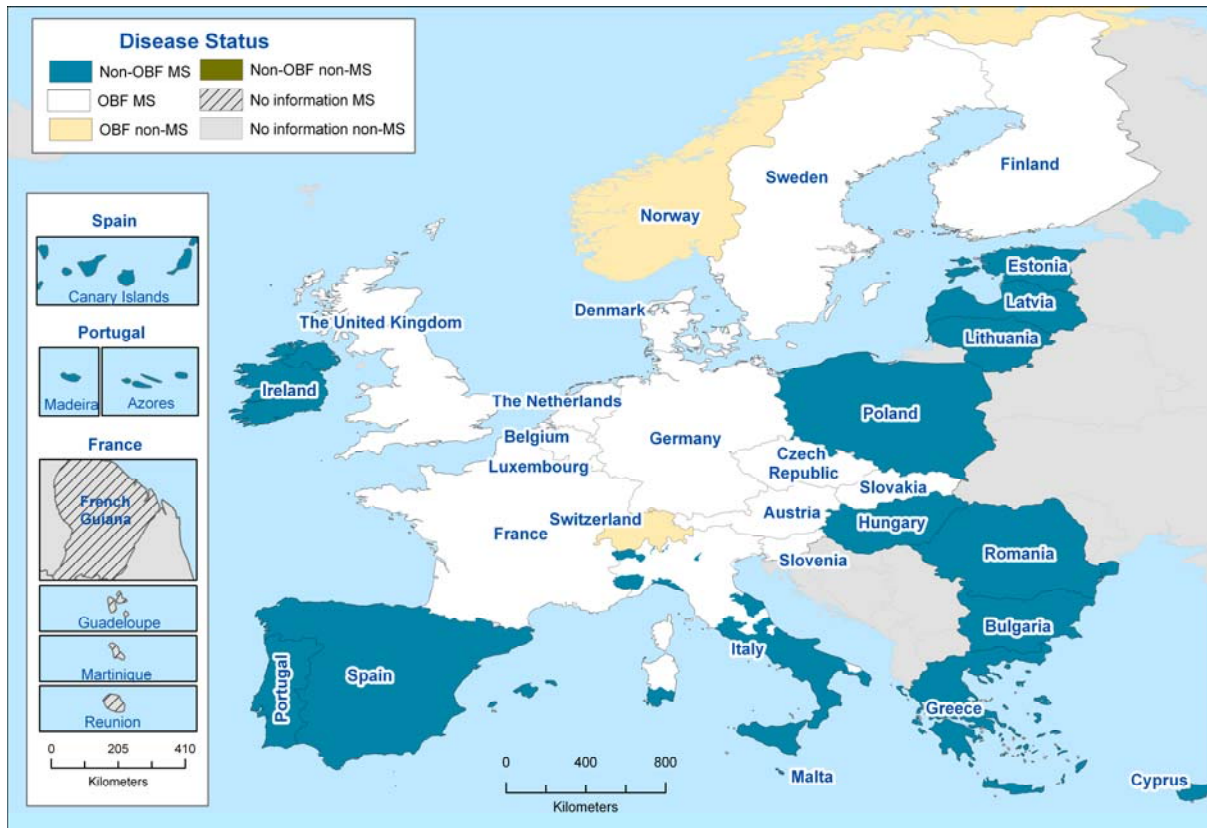 Disease Status
Non-OBF MS
Non-OBF non-MS
OBF MS
No information MS
OBF non-MS
No information non-MS
Spain
Canary Islands
Portugal
Madeira
Azores
France
French
Guiana
Guadeloupe
Martinique
Reunion
0 205 410
Kilometers
Finland
Sweden
Norway
Estonia
Latvia
Lithuania
Denmark
The United Kingdom
Ireland
The Netherlands
Poland
Belgium
Germany
Luxembourg
Czech
Republic
Slovakia
Austria
Switzerland
France
Hungary
Slovenia
Romania
Bulgaria
Italy
Spain
Portugal
Greece
Malta
Cyprus
0 400 800
Kilometers